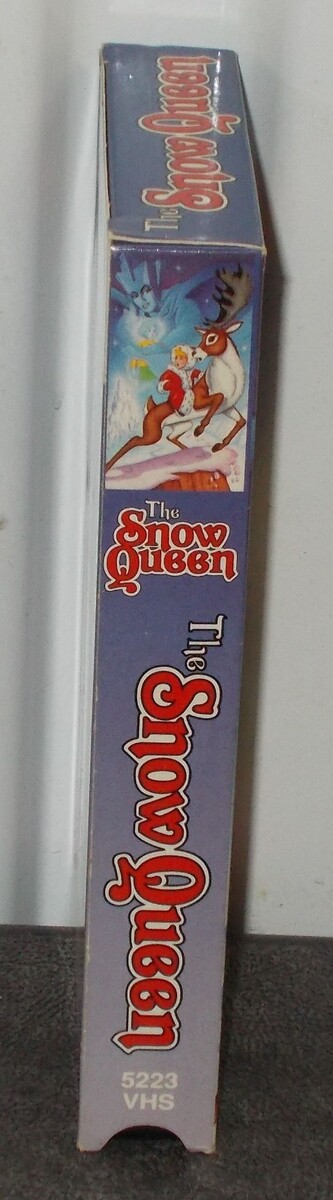 The Snow Queen
The
Snow
Queen
The Snow Queen
5223
VHS